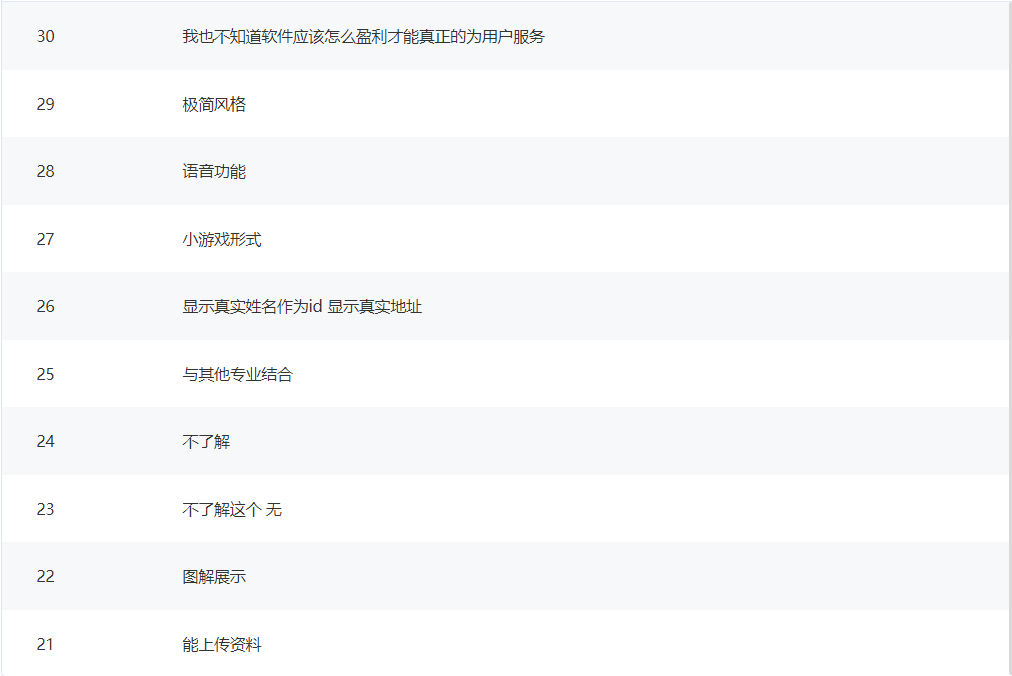 30 我也不知道软件应该怎么盈利才能真正的为用户服务
29 极简风格
28 语音功能
27 小游戏形式
26 显示真实姓名作为id 显示真实地址
25 与其他专业结合
24 不了解
23 不了解这个 无
22 图解展示
21 能上传资料